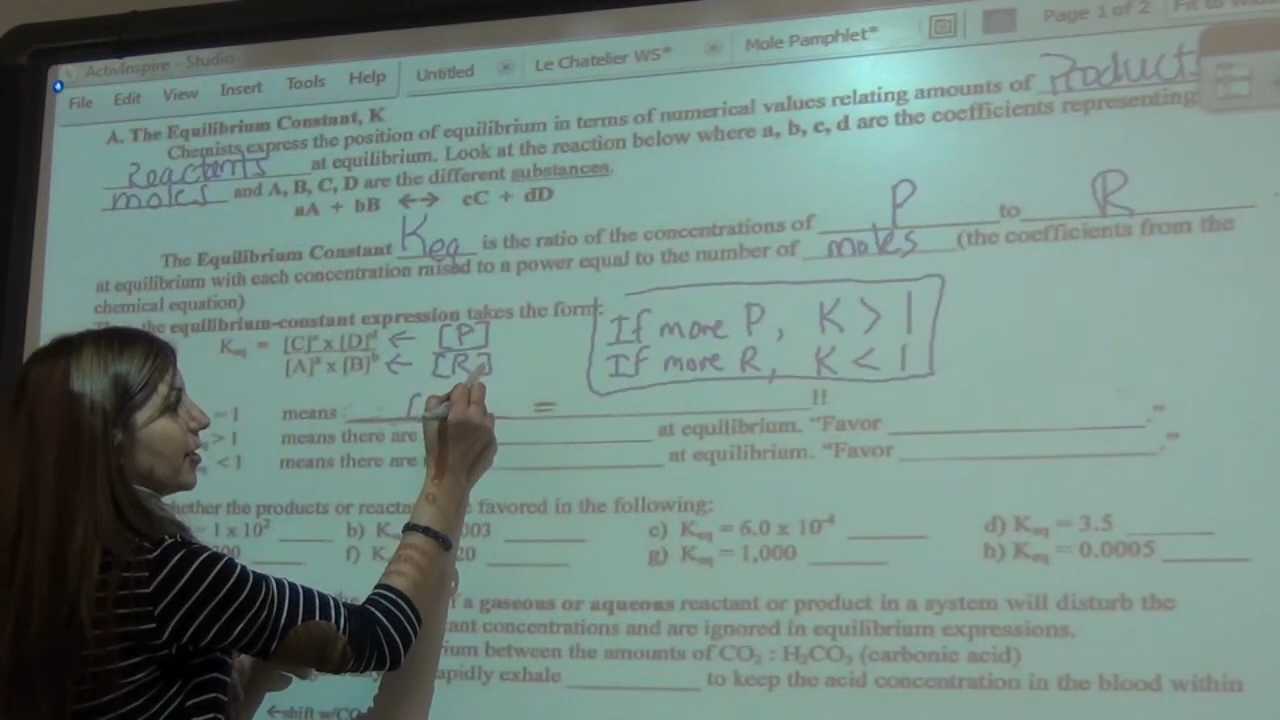 ActivInspire - Studio
File Edit View Insert Tools Help Untitled Le Chatelier WS* Mole Pamphlet* Page 1 of 2
A. The Equilibrium Constant, K
Chemists express the position of equilibrium in terms of numerical values relating amounts of Products
Reactants at equilibrium. Look at the reaction below where a, b, c, d are the coefficients representing
moles and A, B, C, D are the different substances.
aA + bB ↔ cC + dD
The Equilibrium Constant Keq is the ratio of the concentrations of P to R
at equilibrium with each concentration raised to a power equal to the number of moles (the coefficients from the
chemical equation)
the equilibrium-constant expression takes the form:
Keq = [C]ᶜ x [D]ᵈ ← [P]
[A]ᵃ x [B]ᵇ ← [R]
If more P, K > 1
If more R, K < 1
= 1 means = !!
> 1 means there are at equilibrium. "Favor ."
< 1 means there are at equilibrium. "Favor ."
whether the products or favored in the following:
1 x 10² b) K 003 c) Keq = 6.0 x 10⁻⁴ d) Keq = 3.5
f) K 20 g) Keq = 1,000 h) Keq = 0.0005
a gaseous or aqueous reactant or product in a system will disturb the
concentrations and are ignored in equilibrium expressions.
between the amounts of CO₂ : H₂CO₃ (carbonic acid)
rapidly exhale to keep the acid concentration in the blood within
←shift w/CO